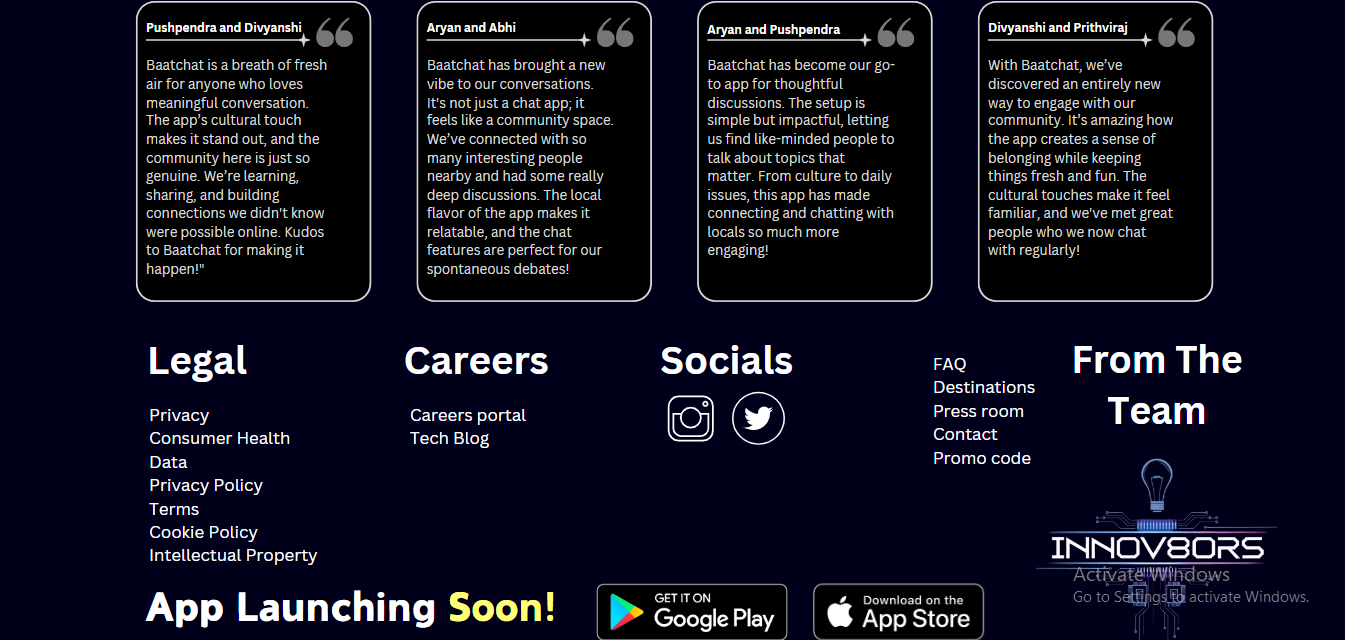 Pushpendra and Divyanshi
Baatchat is a breath of fresh
air for anyone who loves
meaningful conversation.
The app’s cultural touch
makes it stand out, and the
community here is just so
genuine. We’re learning,
sharing, and building
connections we didn't know
were possible online. Kudos
to Baatchat for making it
happen!"
Aryan and Abhi
Baatchat has brought a new
vibe to our conversations.
It's not just a chat app; it
feels like a community space.
We’ve connected with so
many interesting people
nearby and had some really
deep discussions. The local
flavor of the app makes it
relatable, and the chat
features are perfect for our
spontaneous debates!
Aryan and Pushpendra
Baatchat has become our go-
to app for thoughtful
discussions. The setup is
simple but impactful, letting
us find like-minded people to
talk about topics that
matter. From culture to daily
issues, this app has made
connecting and chatting with
locals so much more
engaging!
Divyanshi and Prithviraj
With Baatchat, we’ve
discovered an entirely new
way to engage with our
community. It’s amazing how
the app creates a sense of
belonging while keeping
things fresh and fun. The
cultural touches make it feel
familiar, and we've met great
people who we now chat
with regularly!
Legal
Privacy
Consumer Health
Data
Privacy Policy
Terms
Cookie Policy
Intellectual Property
Careers
Careers portal
Tech Blog
Socials
FAQ
Destinations
Press room
Contact
Promo code
From The
Team
INNOV8ORS
Activate Windows
Go to Settings to activate Windows.
App Launching Soon!
GET IT ON
Google Play
Download on the
App Store